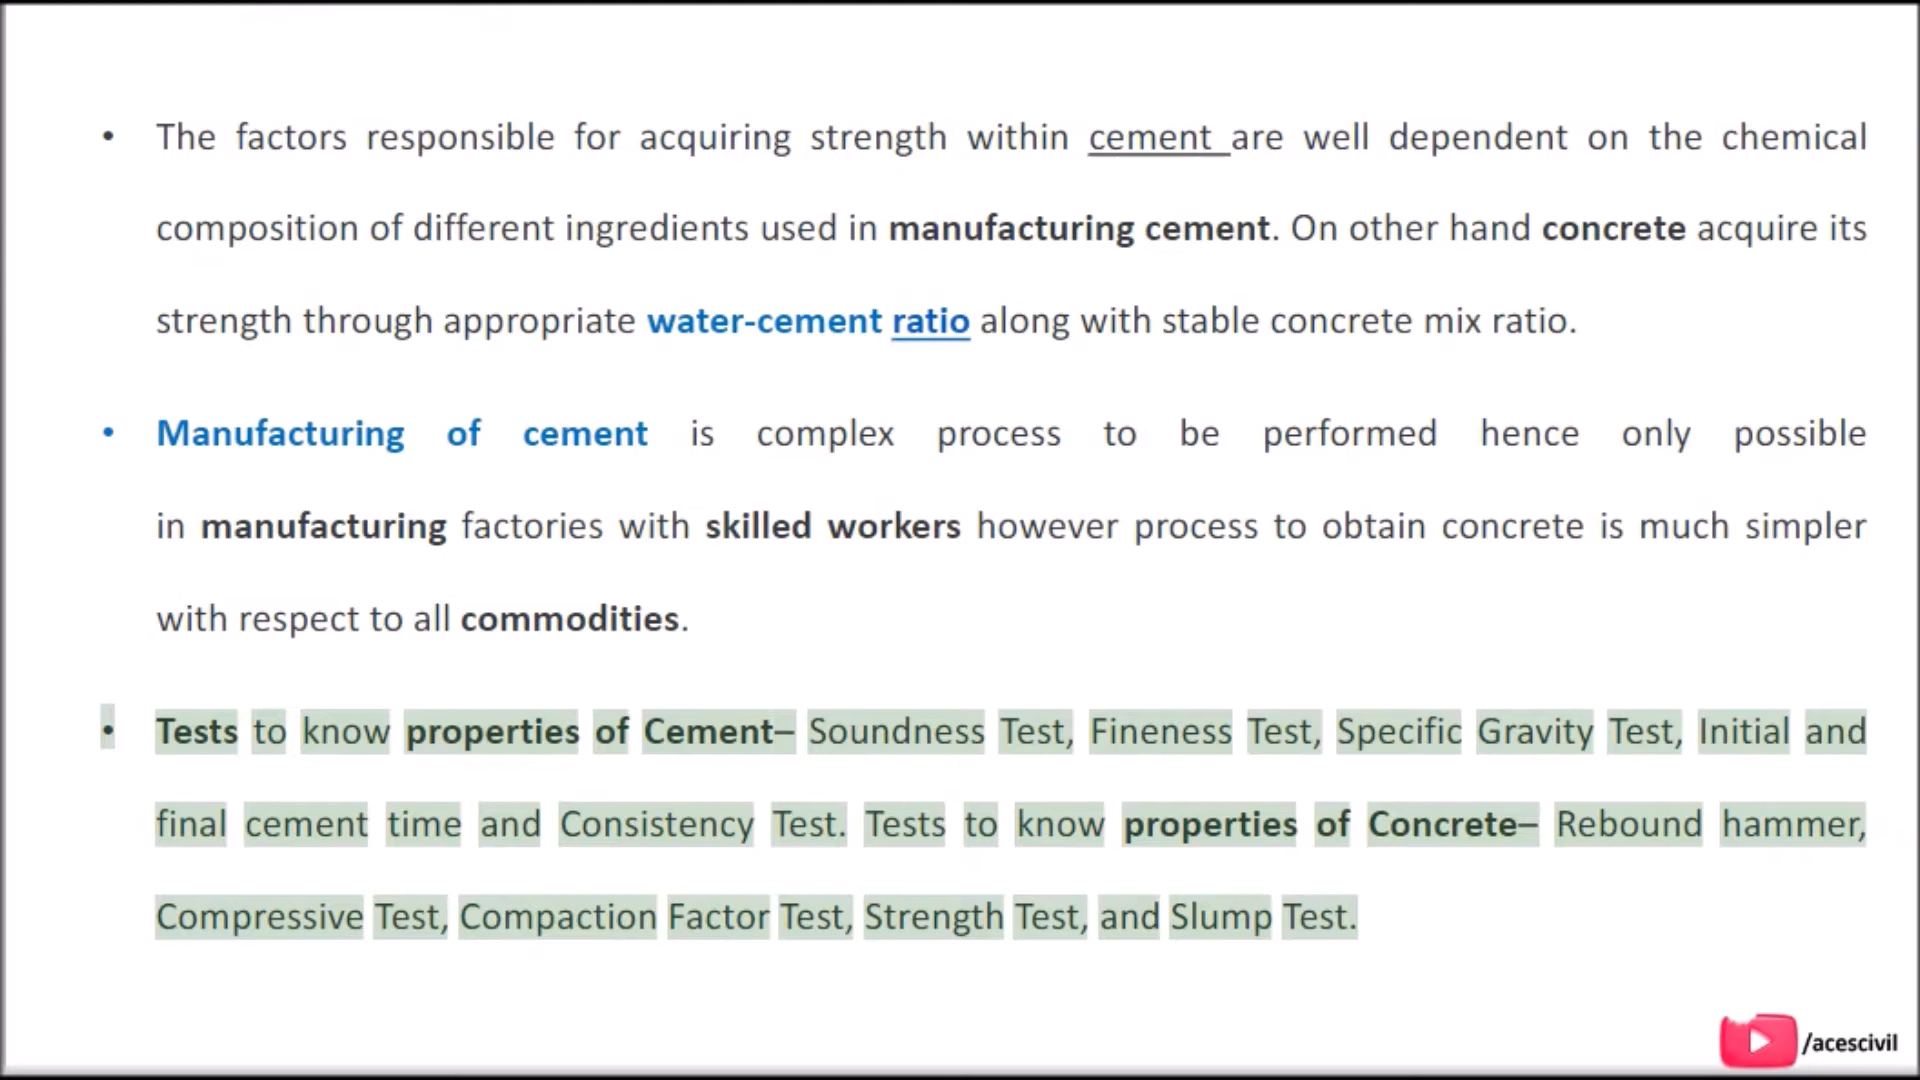 • The factors responsible for acquiring strength within cement are well dependent on the chemical
composition of different ingredients used in manufacturing cement. On other hand concrete acquire its
strength through appropriate water-cement ratio along with stable concrete mix ratio.
• Manufacturing of cement is complex process to be performed hence only possible
in manufacturing factories with skilled workers however process to obtain concrete is much simpler
with respect to all commodities.
• Tests to know properties of Cement– Soundness Test, Fineness Test, Specific Gravity Test, Initial and
final cement time and Consistency Test. Tests to know properties of Concrete– Rebound hammer,
Compressive Test, Compaction Factor Test, Strength Test, and Slump Test.
/acescivil